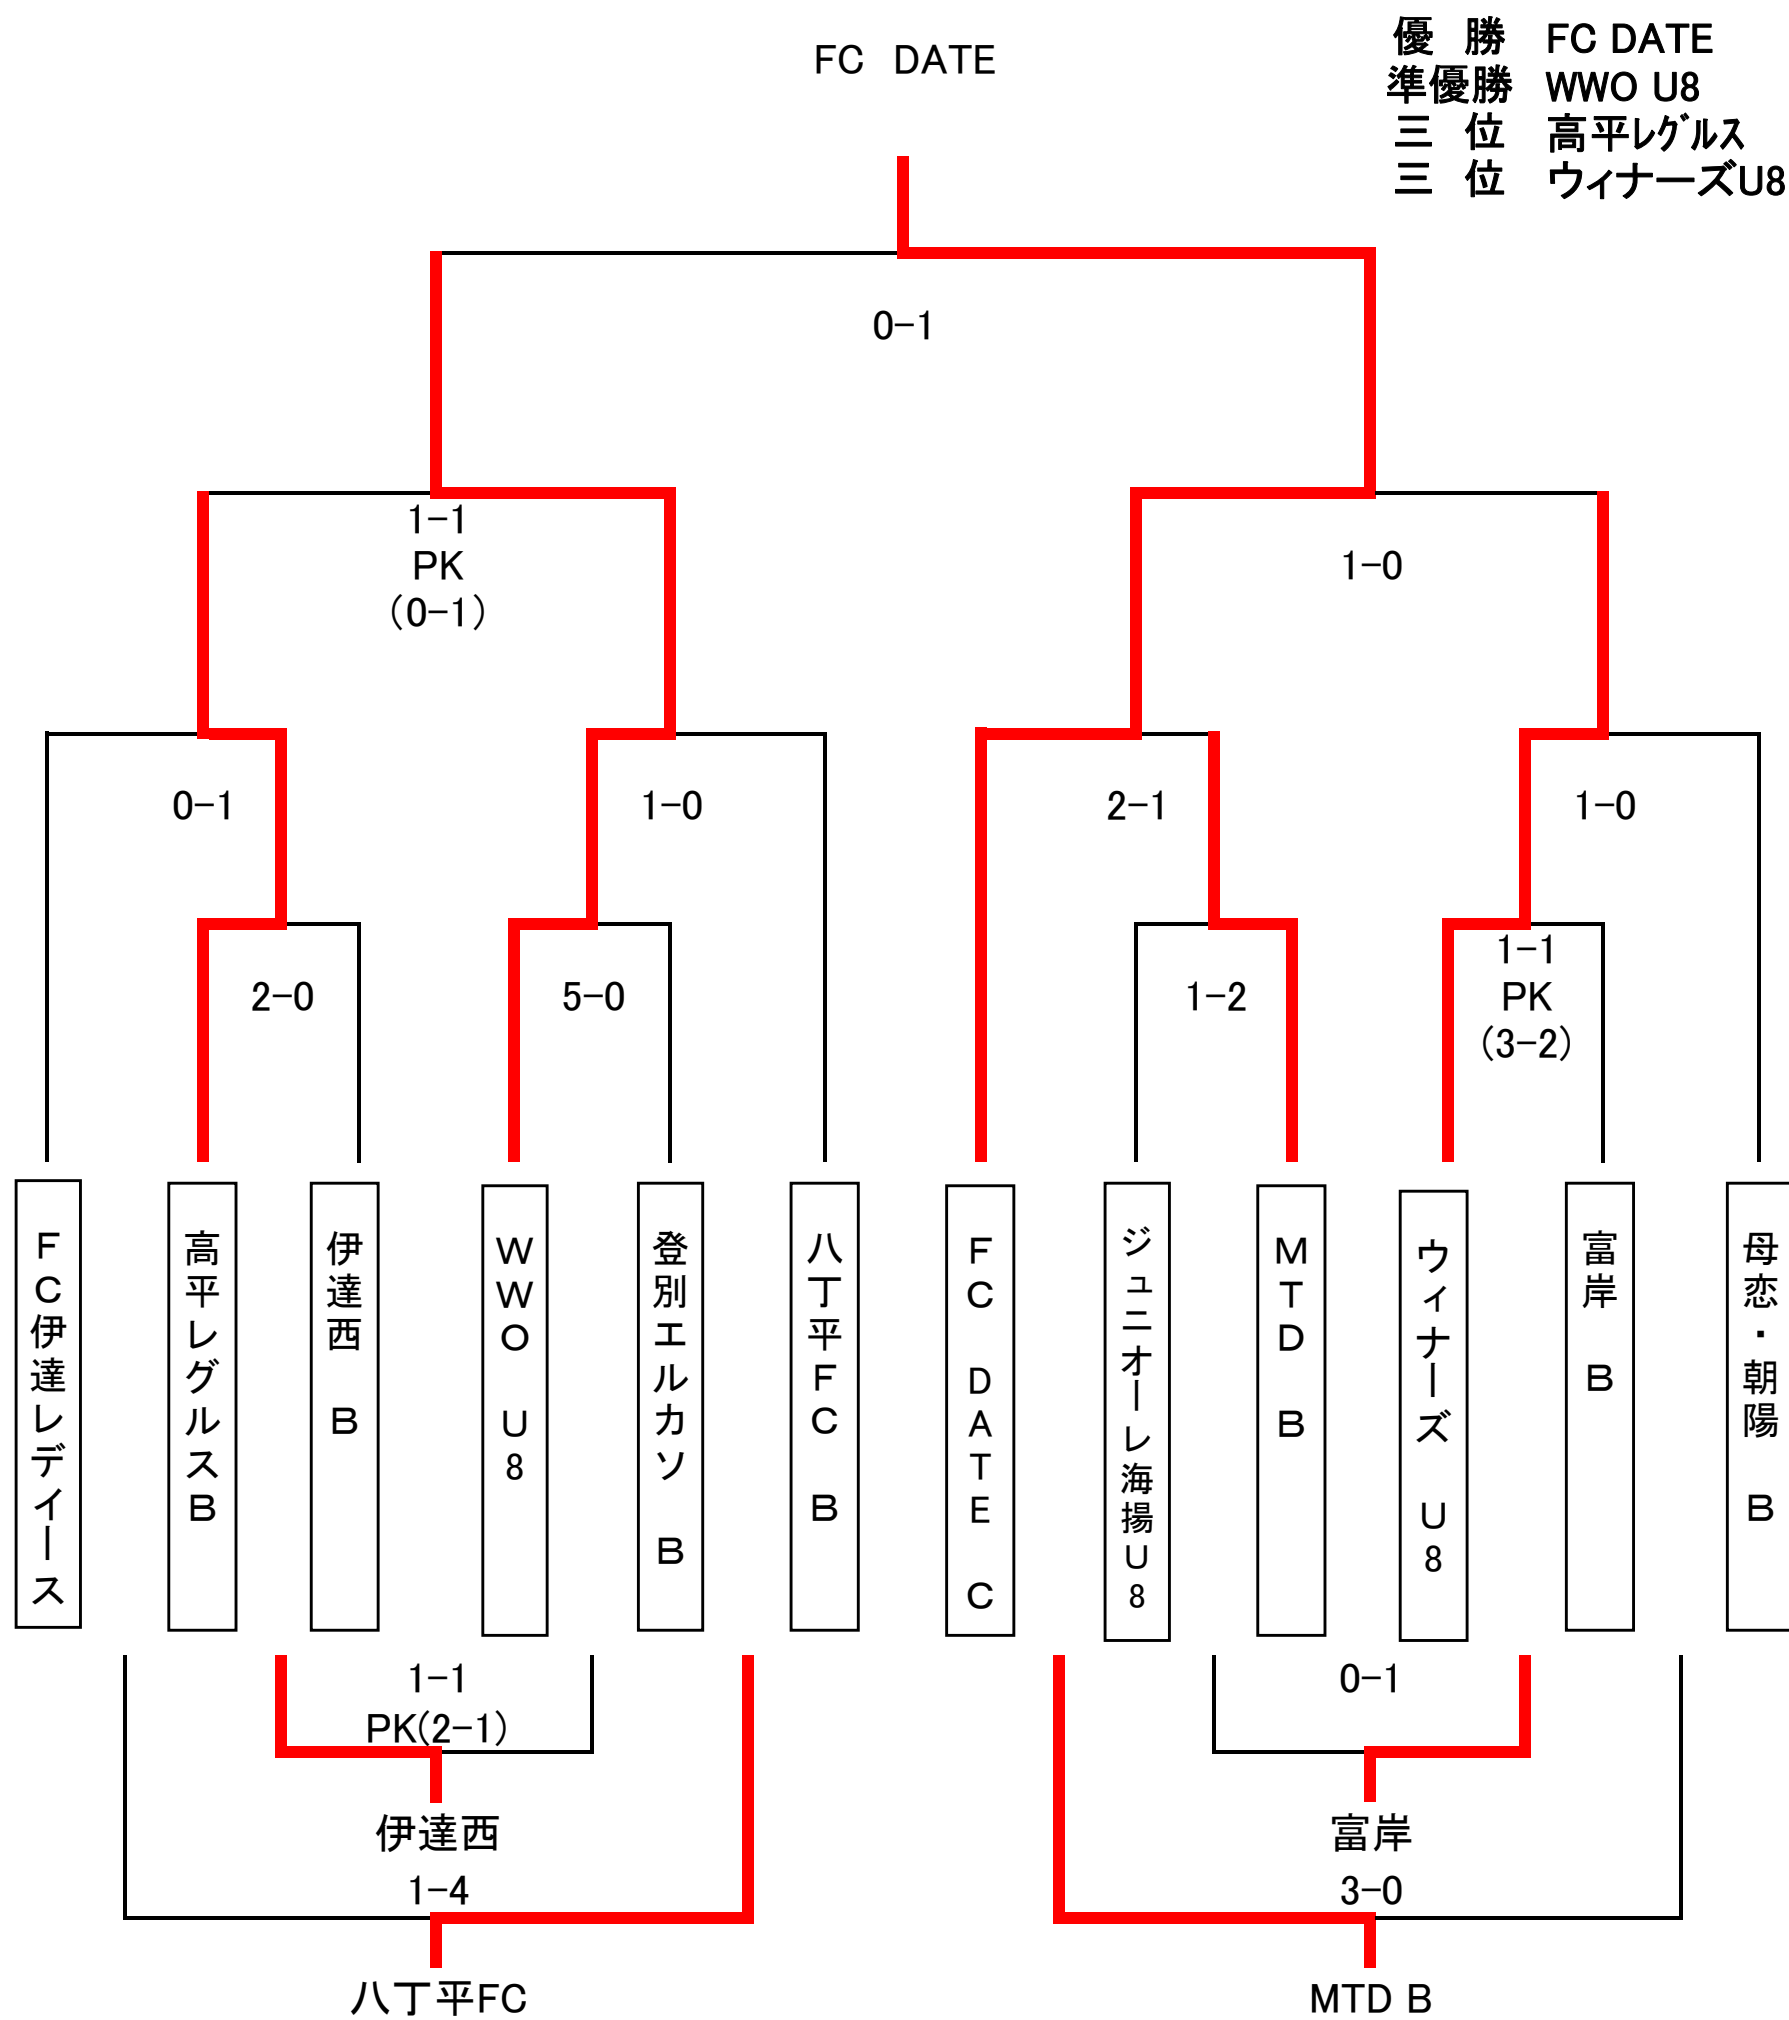 FC DATE
優 勝 FC DATE
準優勝 WWO U8
三 位 高平ﾚｸﾞﾙｽ
三 位 ウィナーズU8
0-1
1-1
PK
(0-1)
1-0
0-1
1-0
2-1
1-0
2-0
5-0
1-2
1-1
PK
(3-2)
FC伊達レデイース
高平レグルスB
伊達西 B
WWO U8
登別エルカソ B
八丁平FC B
FC DATE C
ジュニオーレ海揚U8
MTD B
ウィナーズ U8
富岸 B
母恋・朝陽 B
1-1
PK(2-1)
0-1
伊達西
富岸
1-4
3-0
八丁平FC
MTD B